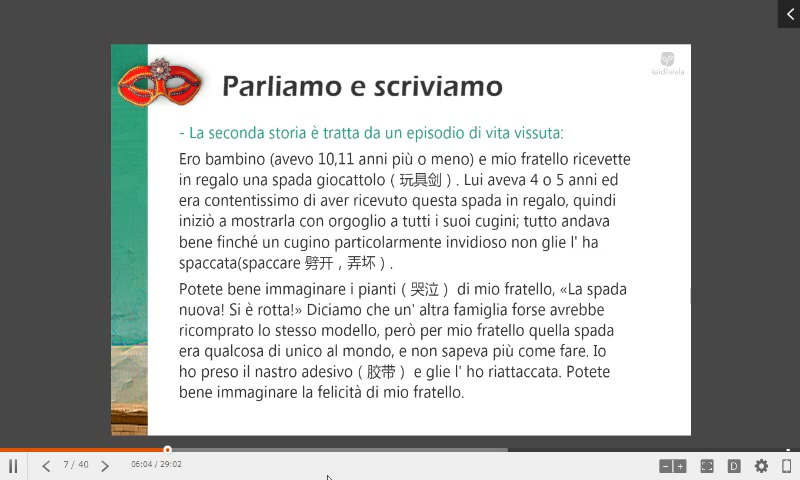 kaidialala
Parliamo e scriviamo
- La seconda storia è tratta da un episodio di vita vissuta:
Ero bambino (avevo 10,11 anni più o meno) e mio fratello ricevette
in regalo una spada giocattolo ( 玩具剑 ) . Lui aveva 4 o 5 anni ed
era contentissimo di aver ricevuto questa spada in regalo, quindi
iniziò a mostrarla con orgoglio a tutti i suoi cugini; tutto andava
bene finché un cugino particolarmente invidioso non glie l' ha
spaccata(spaccare 劈开 , 弄坏 ) .
Potete bene immaginare i pianti ( 哭泣 ) di mio fratello, «La spada
nuova! Si è rotta!» Diciamo che un' altra famiglia forse avrebbe
ricomprato lo stesso modello, però per mio fratello quella spada
era qualcosa di unico al mondo, e non sapeva più come fare. Io
ho preso il nastro adesivo ( 胶带 ) e glie l' ho riattaccata. Potete
bene immaginare la felicità di mio fratello.
7 / 40
06:04 / 29:02
D